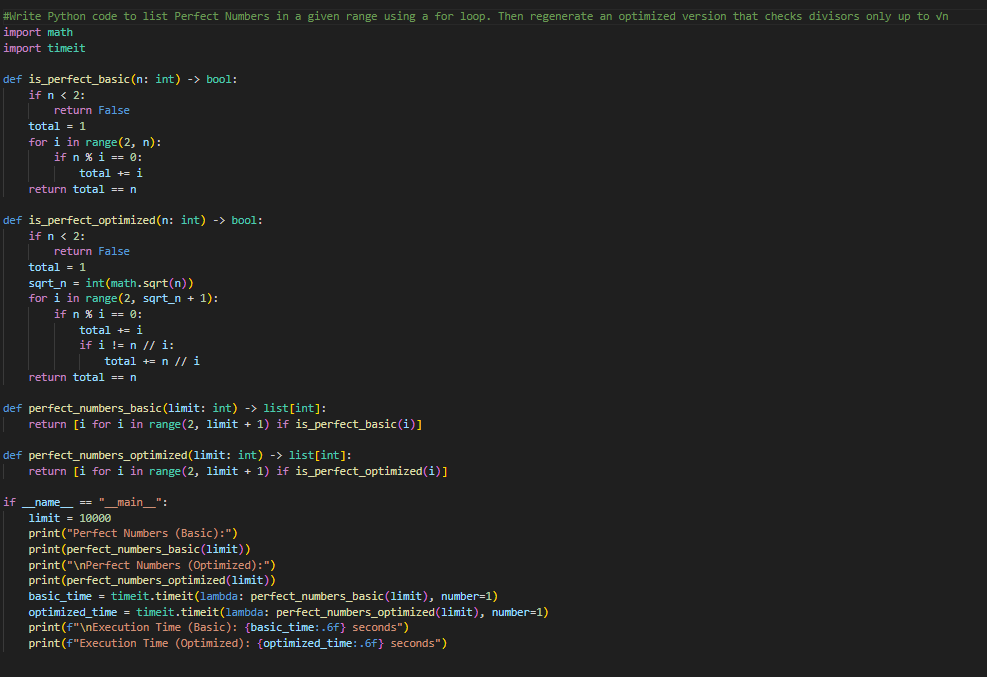 #Write Python code to list Perfect Numbers in a given range using a for loop. Then regenerate an optimized version that checks divisors only up to √n
import math
import timeit

def is_perfect_basic(n: int) -> bool:
    if n < 2:
        return False
    total = 1
    for i in range(2, n):
        if n % i == 0:
            total += i
    return total == n

def is_perfect_optimized(n: int) -> bool:
    if n < 2:
        return False
    total = 1
    sqrt_n = int(math.sqrt(n))
    for i in range(2, sqrt_n + 1):
        if n % i == 0:
            total += i
            if i != n // i:
                total += n // i
    return total == n

def perfect_numbers_basic(limit: int) -> list[int]:
    return [i for i in range(2, limit + 1) if is_perfect_basic(i)]

def perfect_numbers_optimized(limit: int) -> list[int]:
    return [i for i in range(2, limit + 1) if is_perfect_optimized(i)]

if __name__ == "__main__":
    limit = 10000
    print("Perfect Numbers (Basic):")
    print(perfect_numbers_basic(limit))
    print("\nPerfect Numbers (Optimized):")
    print(perfect_numbers_optimized(limit))
    basic_time = timeit.timeit(lambda: perfect_numbers_basic(limit), number=1)
    optimized_time = timeit.timeit(lambda: perfect_numbers_optimized(limit), number=1)
    print(f"\nExecution Time (Basic): {basic_time:.6f} seconds")
    print(f"Execution Time (Optimized): {optimized_time:.6f} seconds")